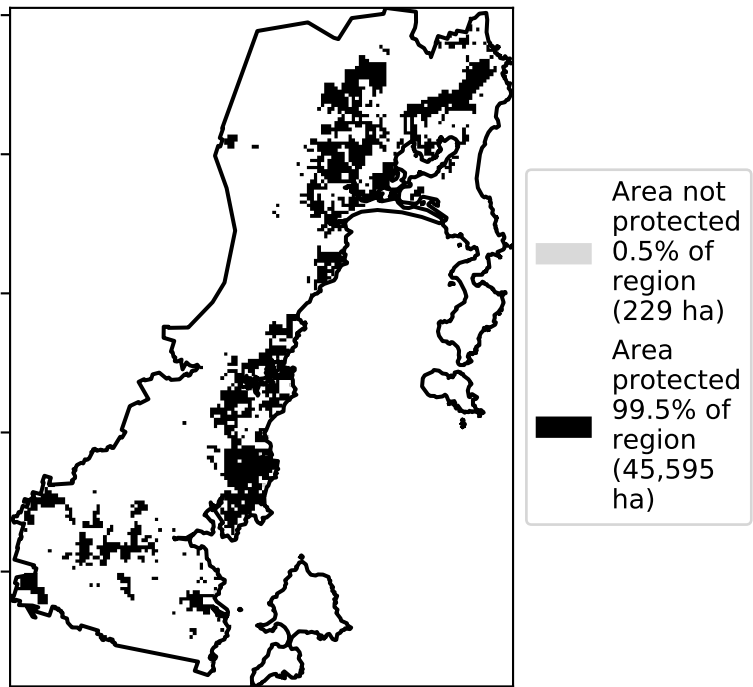 Area not
protected
0.5% of
region
(229 ha)
Area
protected
99.5% of
region
(45,595
ha)